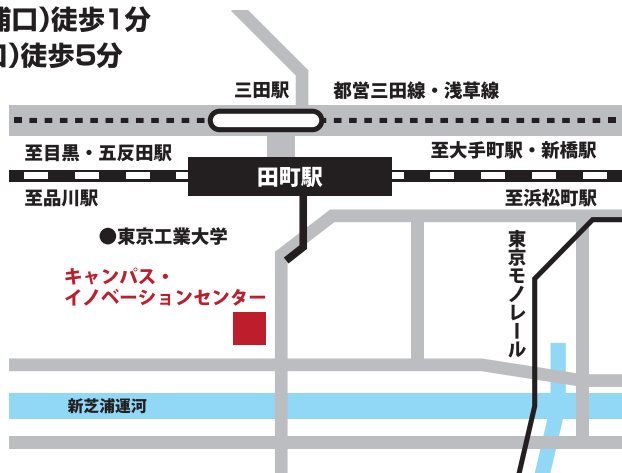 浦口)徒歩1分
口)徒歩5分
三田駅
都営三田線・浅草線
至目黒・五反田駅
至大手町駅・新橋駅
田町駅
至品川駅
至浜松町駅
●東京工業大学
東京モノレール
キャンパス・
イノベーションセンター
新芝浦運河